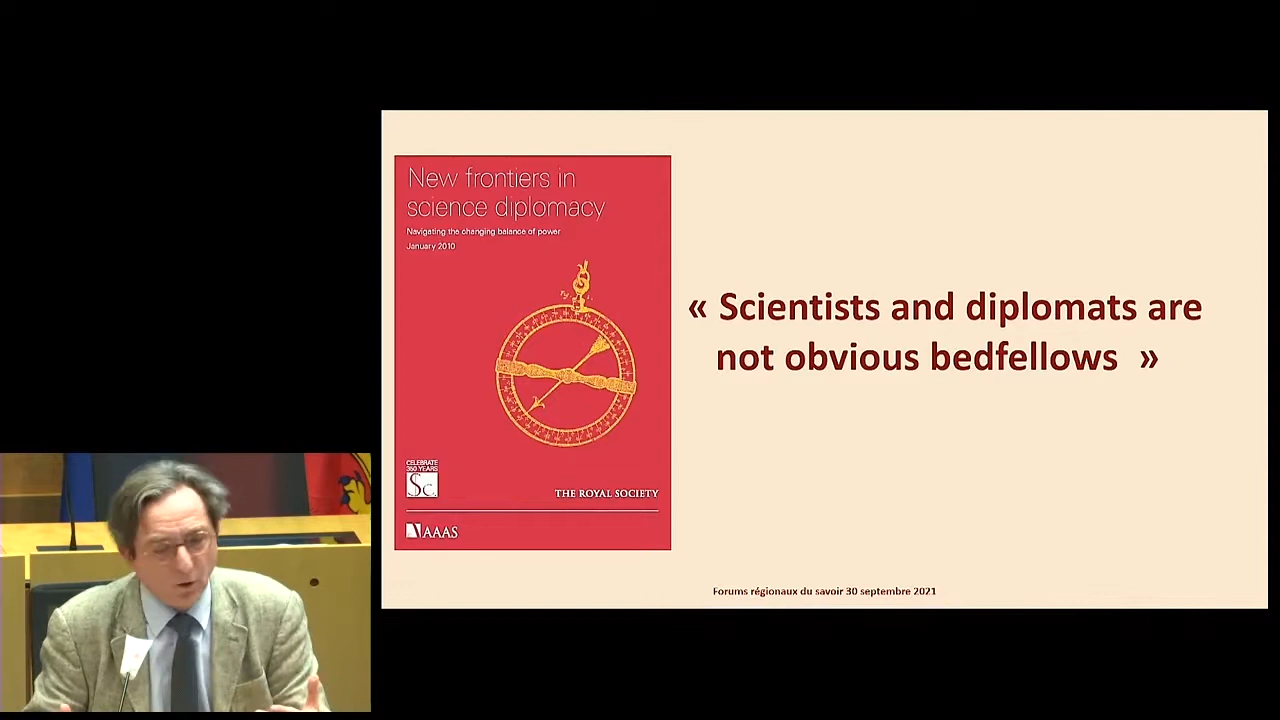 New frontiers in
science diplomacy
Navigating the changing balance of power
January 2010
CELEBRATE
350 YEARS
THE ROYAL SOCIETY
AAAS
« Scientists and diplomats are
not obvious bedfellows »
Forums régionaux du savoir 30 septembre 2021